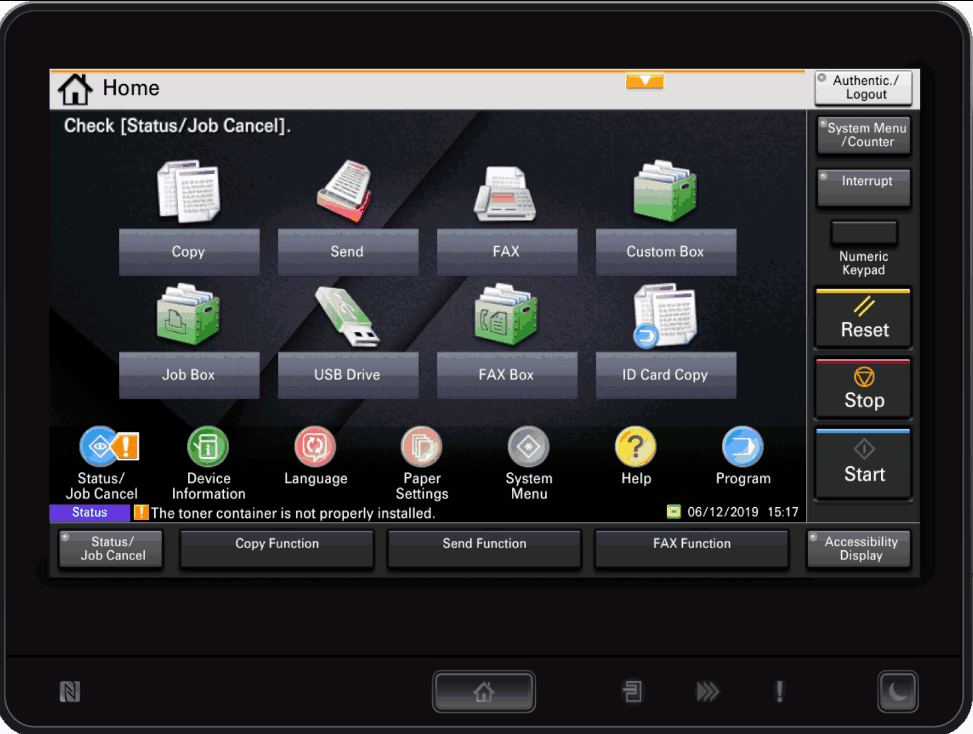 Home
Authentic./
Logout
Check [Status/Job Cancel].
System Menu
/Counter
Interrupt
Numeric
Keypad
Copy
Send
FAX
Custom Box
Reset
Job Box
USB Drive
FAX Box
ID Card Copy
Stop
Status/
Job Cancel
Device
Information
Language
Paper
Settings
System
Menu
Help
Program
Start
Status
The toner container is not properly installed.
06/12/2019 15:17
Status/
Job Cancel
Copy Function
Send Function
FAX Function
Accessibility
Display